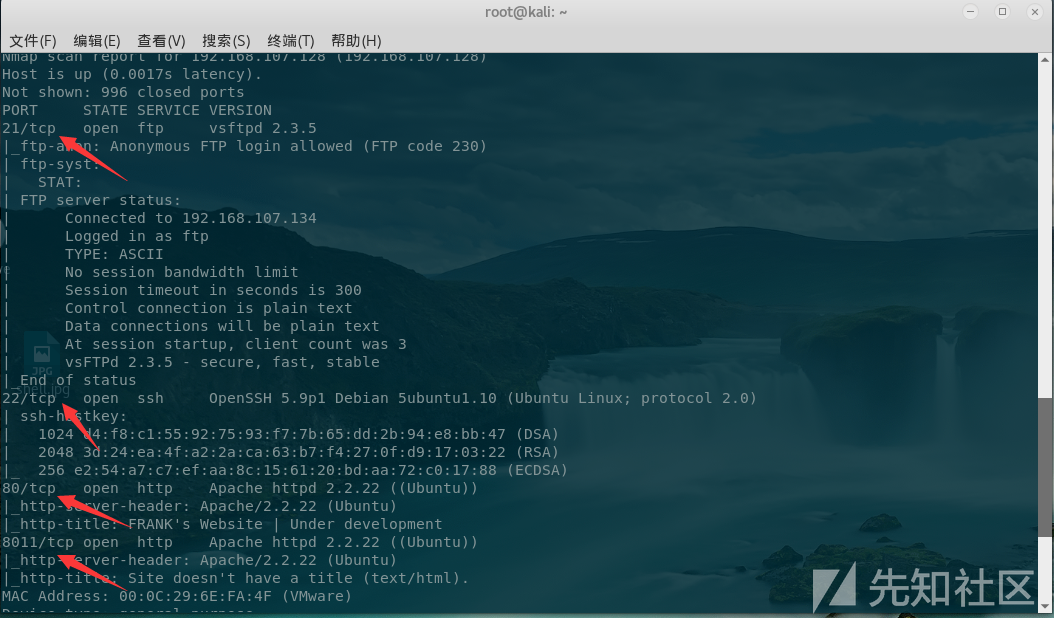 root@kali: ~
文件(F) 编辑(E) 查看(V) 搜索(S) 终端(T) 帮助(H)
Nmap scan report for 192.168.107.128 (192.168.107.128)
Host is up (0.0017s latency).
Not shown: 996 closed ports
PORT STATE SERVICE VERSION
21/tcp open ftp vsftpd 2.3.5
|_ftp-anon: Anonymous FTP login allowed (FTP code 230)
| ftp-syst:
| STAT:
| FTP server status:
| Connected to 192.168.107.134
| Logged in as ftp
| TYPE: ASCII
| No session bandwidth limit
| Session timeout in seconds is 300
| Control connection is plain text
| Data connections will be plain text
| At session startup, client count was 3
| vsFTPd 2.3.5 - secure, fast, stable
|_End of status
22/tcp open ssh OpenSSH 5.9p1 Debian 5ubuntu1.10 (Ubuntu Linux; protocol 2.0)
| ssh-hostkey:
| 1024 d4:f8:c1:55:92:75:93:f7:7b:65:dd:2b:94:e8:bb:47 (DSA)
| 2048 3d:24:ea:4f:a2:2a:ca:63:b7:f4:27:0f:d9:17:03:22 (RSA)
|_ 256 e2:54:a7:c7:ef:aa:8c:15:61:20:bd:aa:72:c0:17:88 (ECDSA)
80/tcp open http Apache httpd 2.2.22 ((Ubuntu))
|_http-server-header: Apache/2.2.22 (Ubuntu)
|_http-title: FRANK's Website | Under development
8011/tcp open http Apache httpd 2.2.22 ((Ubuntu))
|_http-server-header: Apache/2.2.22 (Ubuntu)
|_http-title: Site doesn't have a title (text/html).
MAC Address: 00:0C:29:6E:FA:4F (VMware)
Device type: general purpose
JPG
shell.jpg
先知社区